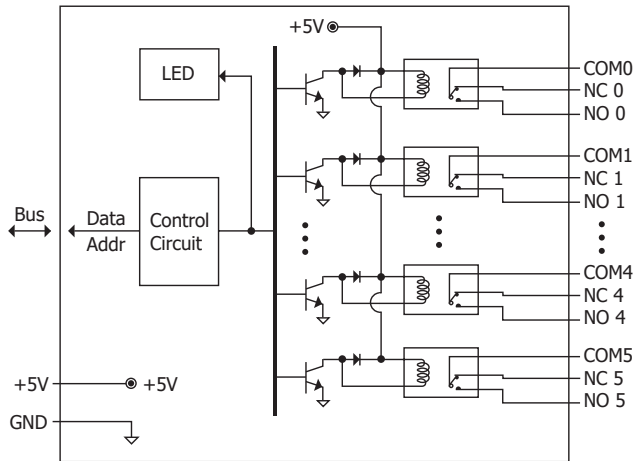 +5V
LED
COM0
NC 0
NO 0
COM1
NC 1
NO 1
Bus
Data
Addr
Control
Circuit
COM4
NC 4
NO 4
COM5
NC 5
NO 5
+5V
+5V
GND